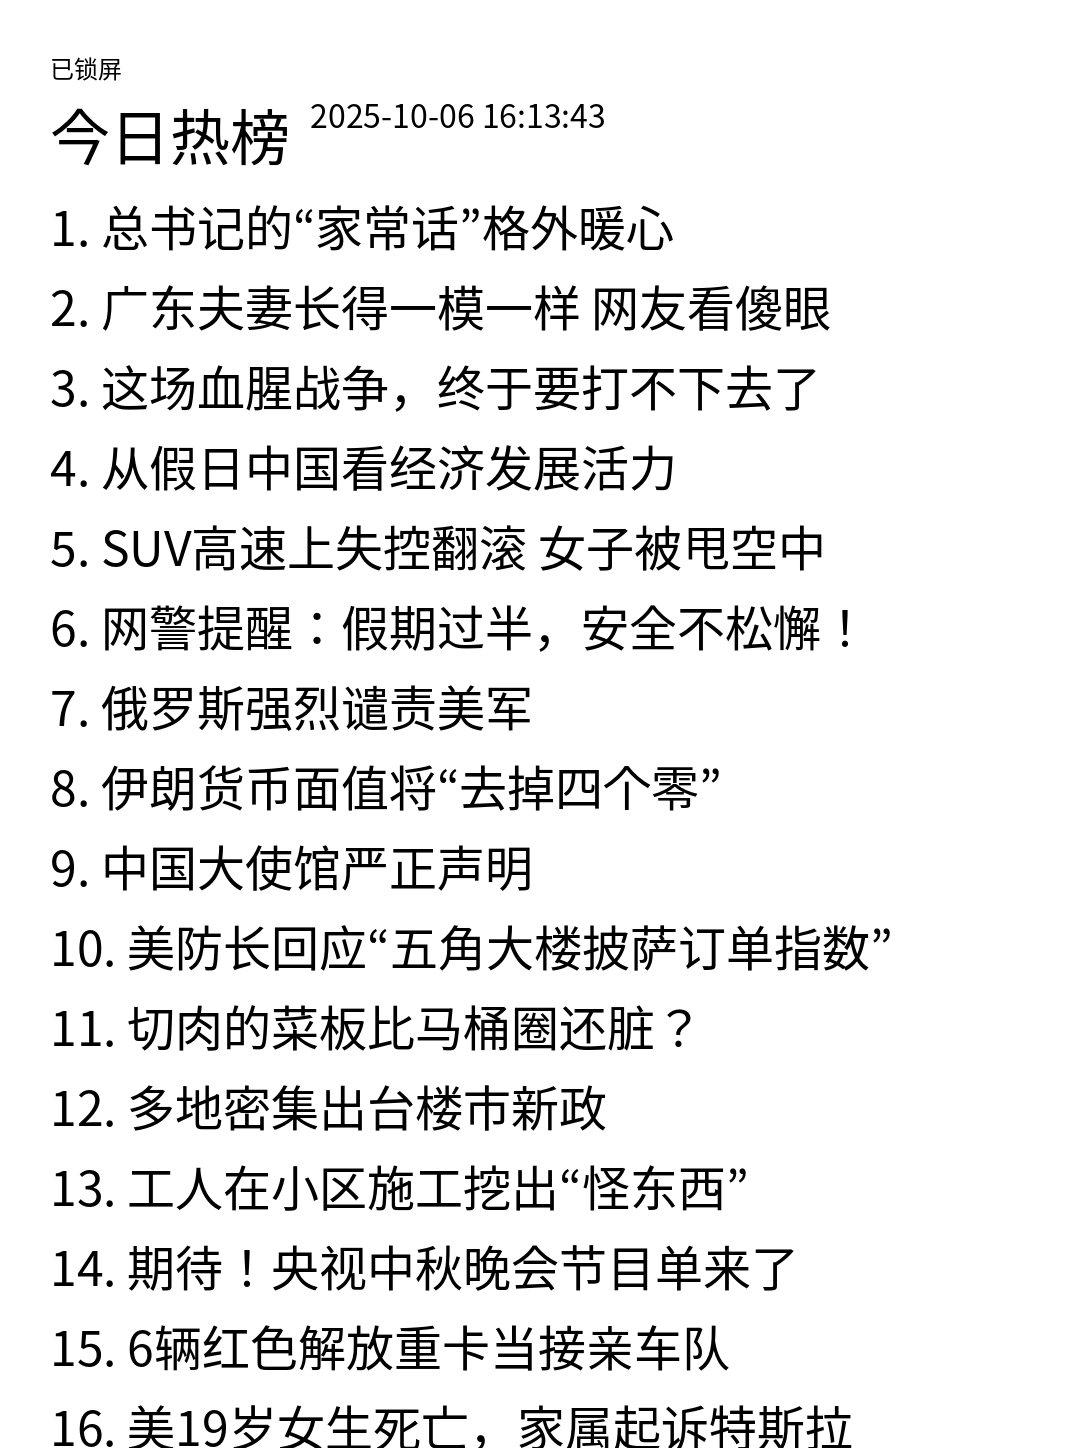 已锁屏
今日热榜 2025-10-06 16:13:43
1. 总书记的“家常话”格外暖心
2. 广东夫妻长得一模一样 网友看傻眼
3. 这场血腥战争，终于要打不下去了
4. 从假日中国看经济发展活力
5. SUV高速上失控翻滚 女子被甩空中
6. 网警提醒：假期过半，安全不松懈！
7. 俄罗斯强烈谴责美军
8. 伊朗货币面值将“去掉四个零”
9. 中国大使馆严正声明
10. 美防长回应“五角大楼披萨订单指数”
11. 切肉的菜板比马桶圈还脏？
12. 多地密集出台楼市新政
13. 工人在小区施工挖出“怪东西”
14. 期待！央视中秋晚会节目单来了
15. 6辆红色解放重卡当接亲车队
16. 美19岁女生死亡，家属起诉特斯拉